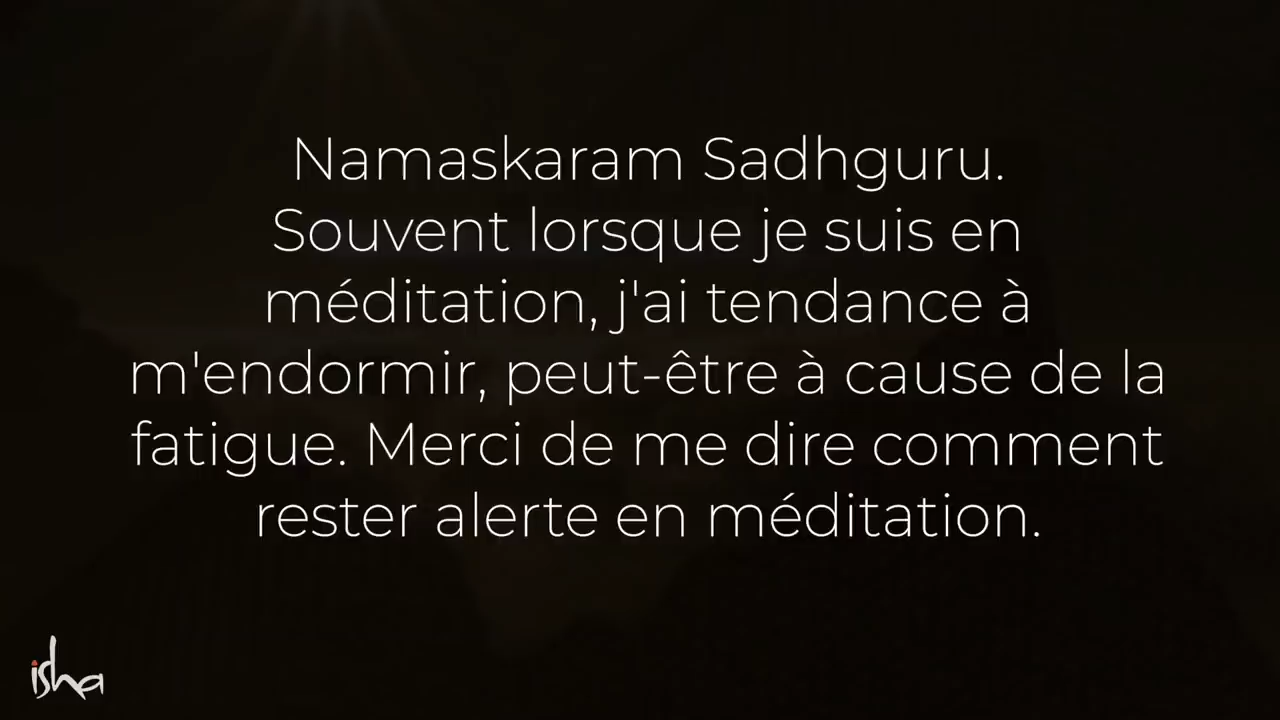 Namaskaram Sadhguru.
Souvent lorsque je suis en
méditation, j'ai tendance à
m'endormir, peut-être à cause de la
fatigue. Merci de me dire comment
rester alerte en méditation.
isha